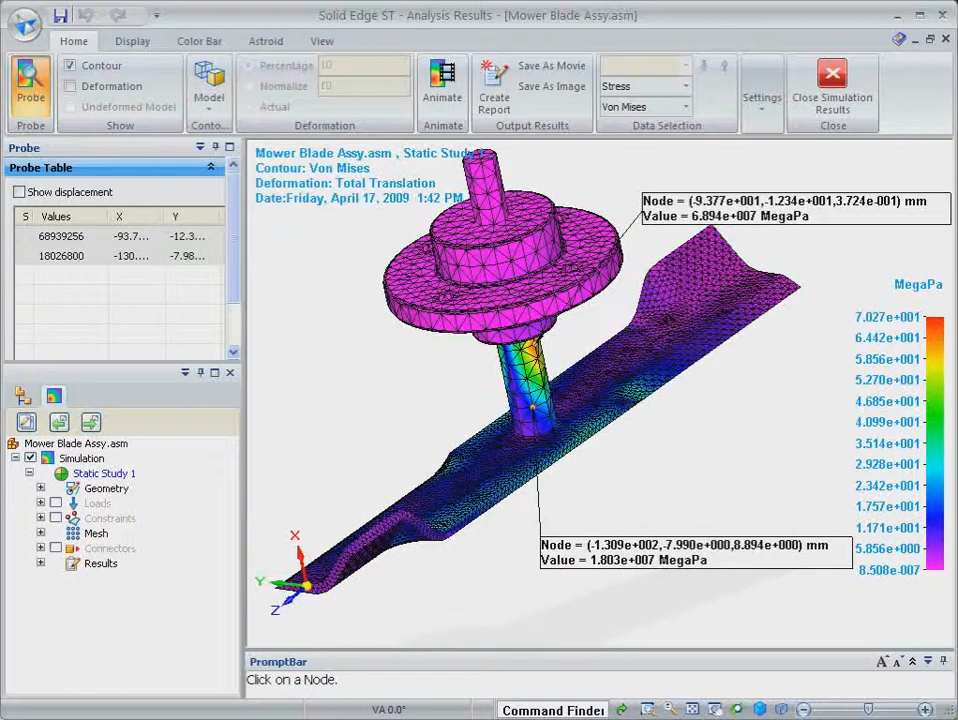 Solid Edge ST - Analysis Results - [Mower Blade Assy.asm]
Home Display Color Bar Astroid View
Probe
Contour
Deformation
Undeformed Model
Model
Percentage 10
Normalize 10
Actual
Animate
Create Report
Save As Movie
Save As Image
Stress
Von Mises
Settings
Close Simulation Results
Probe Show Conto... Deformation Animate Output Results Data Selection Close
Probe
Probe Table
Show displacement
S Values X Y
68939256 -93.7... -12.3...
18026800 -130.... -7.98...
Mower Blade Assy.asm
Simulation
Static Study 1
Geometry
Loads
Constraints
Mesh
Connectors
Results
Mower Blade Assy.asm , Static Study
Contour: Von Mises
Deformation: Total Translation
Date:Friday, April 17, 2009 1:42 PM
Node = (-9.377e+001,-1.234e+001,3.724e-001) mm
Value = 6.894e+007 MegaPa
MegaPa
7.027e+001
6.442e+001
5.856e+001
5.270e+001
4.685e+001
4.099e+001
3.514e+001
2.928e+001
2.342e+001
1.757e+001
1.171e+001
5.856e+000
8.508e-007
Node = (-1.309e+002,-7.990e+000,8.894e+000) mm
Value = 1.803e+007 MegaPa
X
Y
Z
PromptBar
Click on a Node.
VA 0.0°
Command Finder